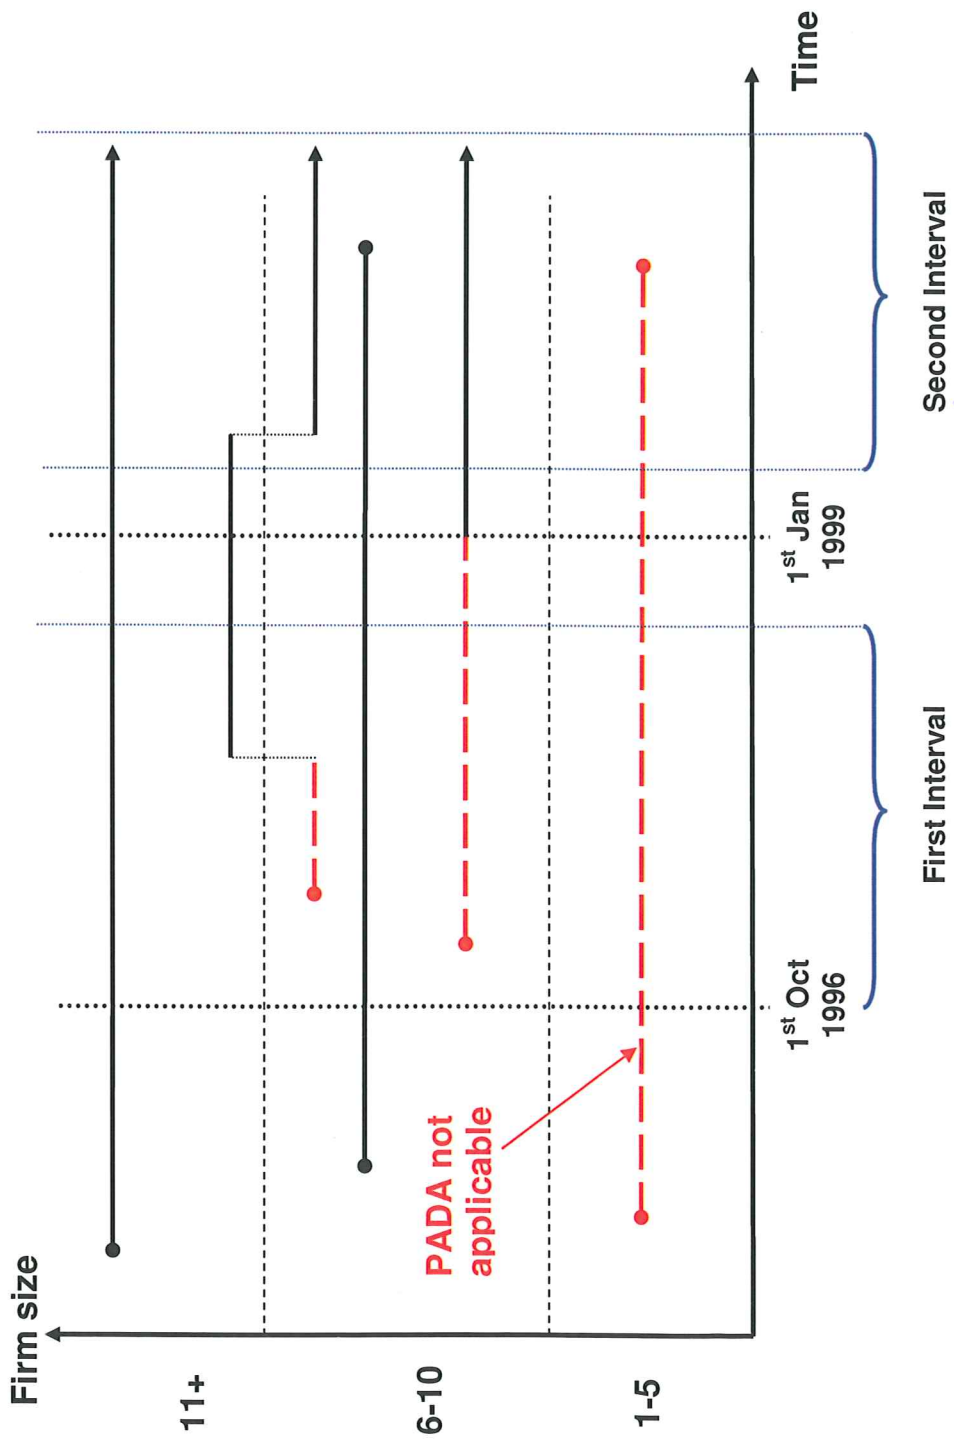 Firm size
11+
6-10
1-5
PADA not
applicable
1st Oct
1996
1st Jan
1999
Time
First Interval
Second Interval